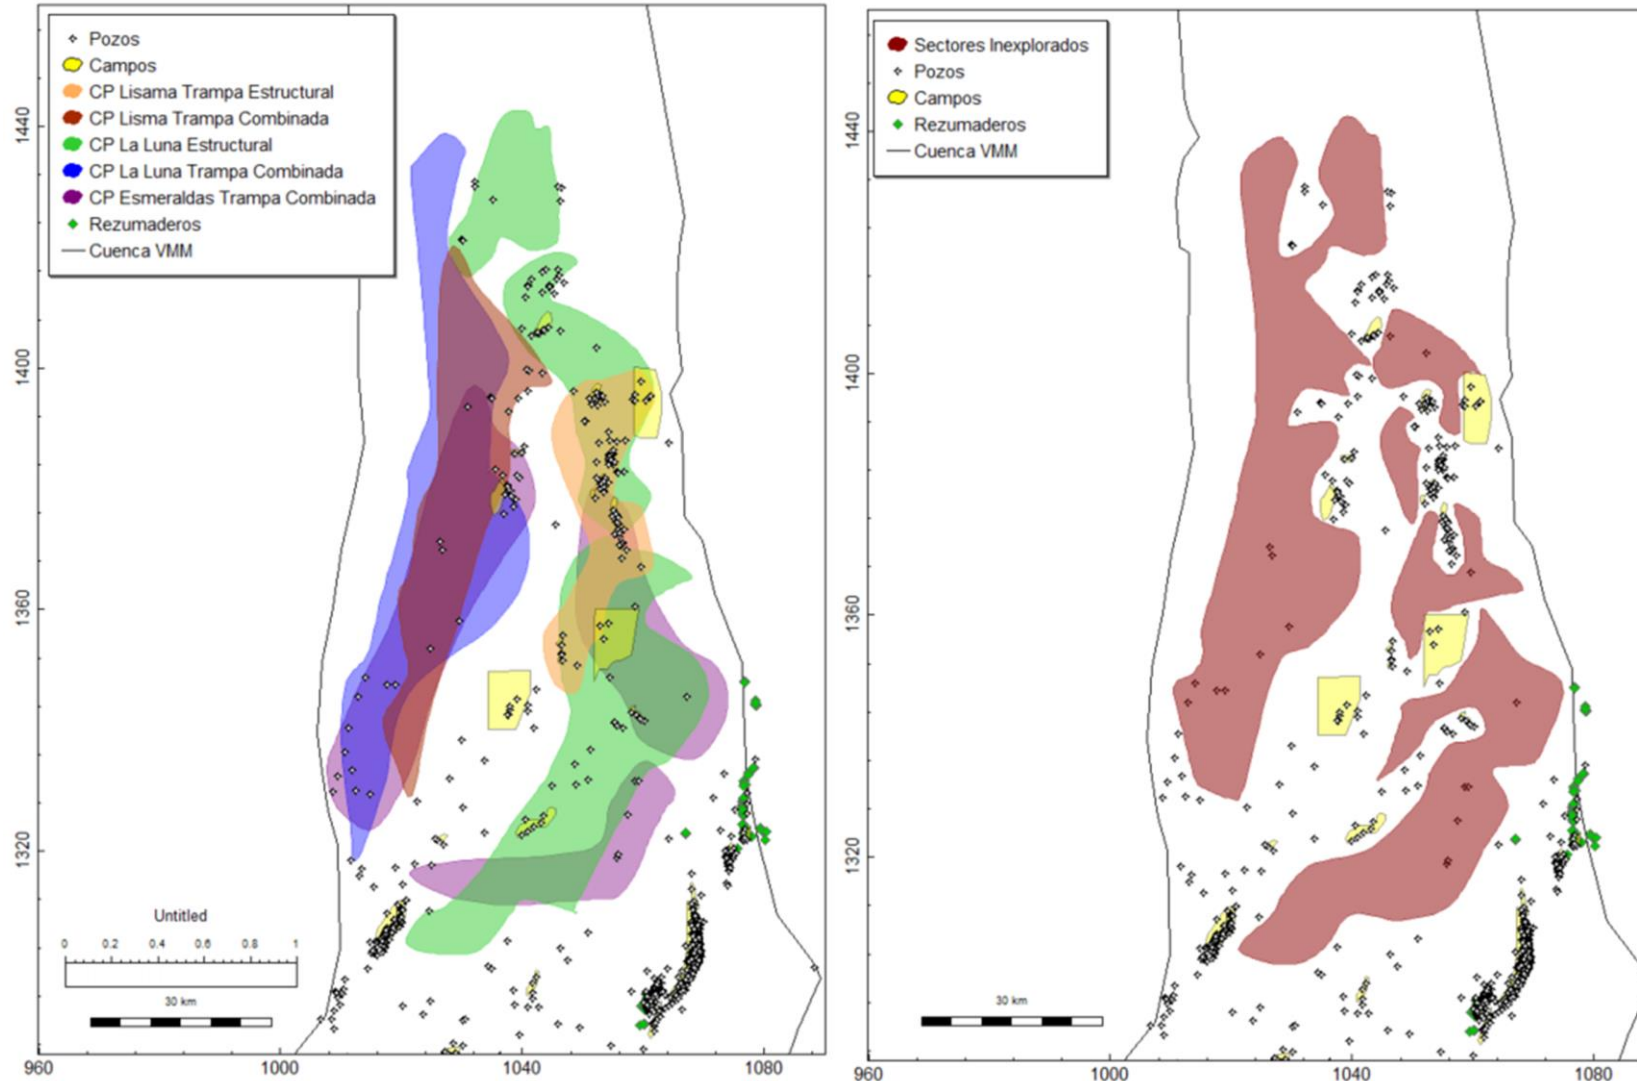 Pozos
Campos
CP Lisama Trampa Estructural
CP Lisma Trampa Combinada
CP La Luna Estructural
CP La Luna Trampa Combinada
CP Esmeraldas Trampa Combinada
Rezumaderos
Cuenca VMM
1440
1400
1360
1320
Untitled
0 0.2 0.4 0.6 0.8 1
30 km
960 1000 1040 1080
Sectores Inexplorados
Pozos
Campos
Rezumaderos
Cuenca VMM
1440
1400
1360
1320
30 km
960 1000 1040 1080